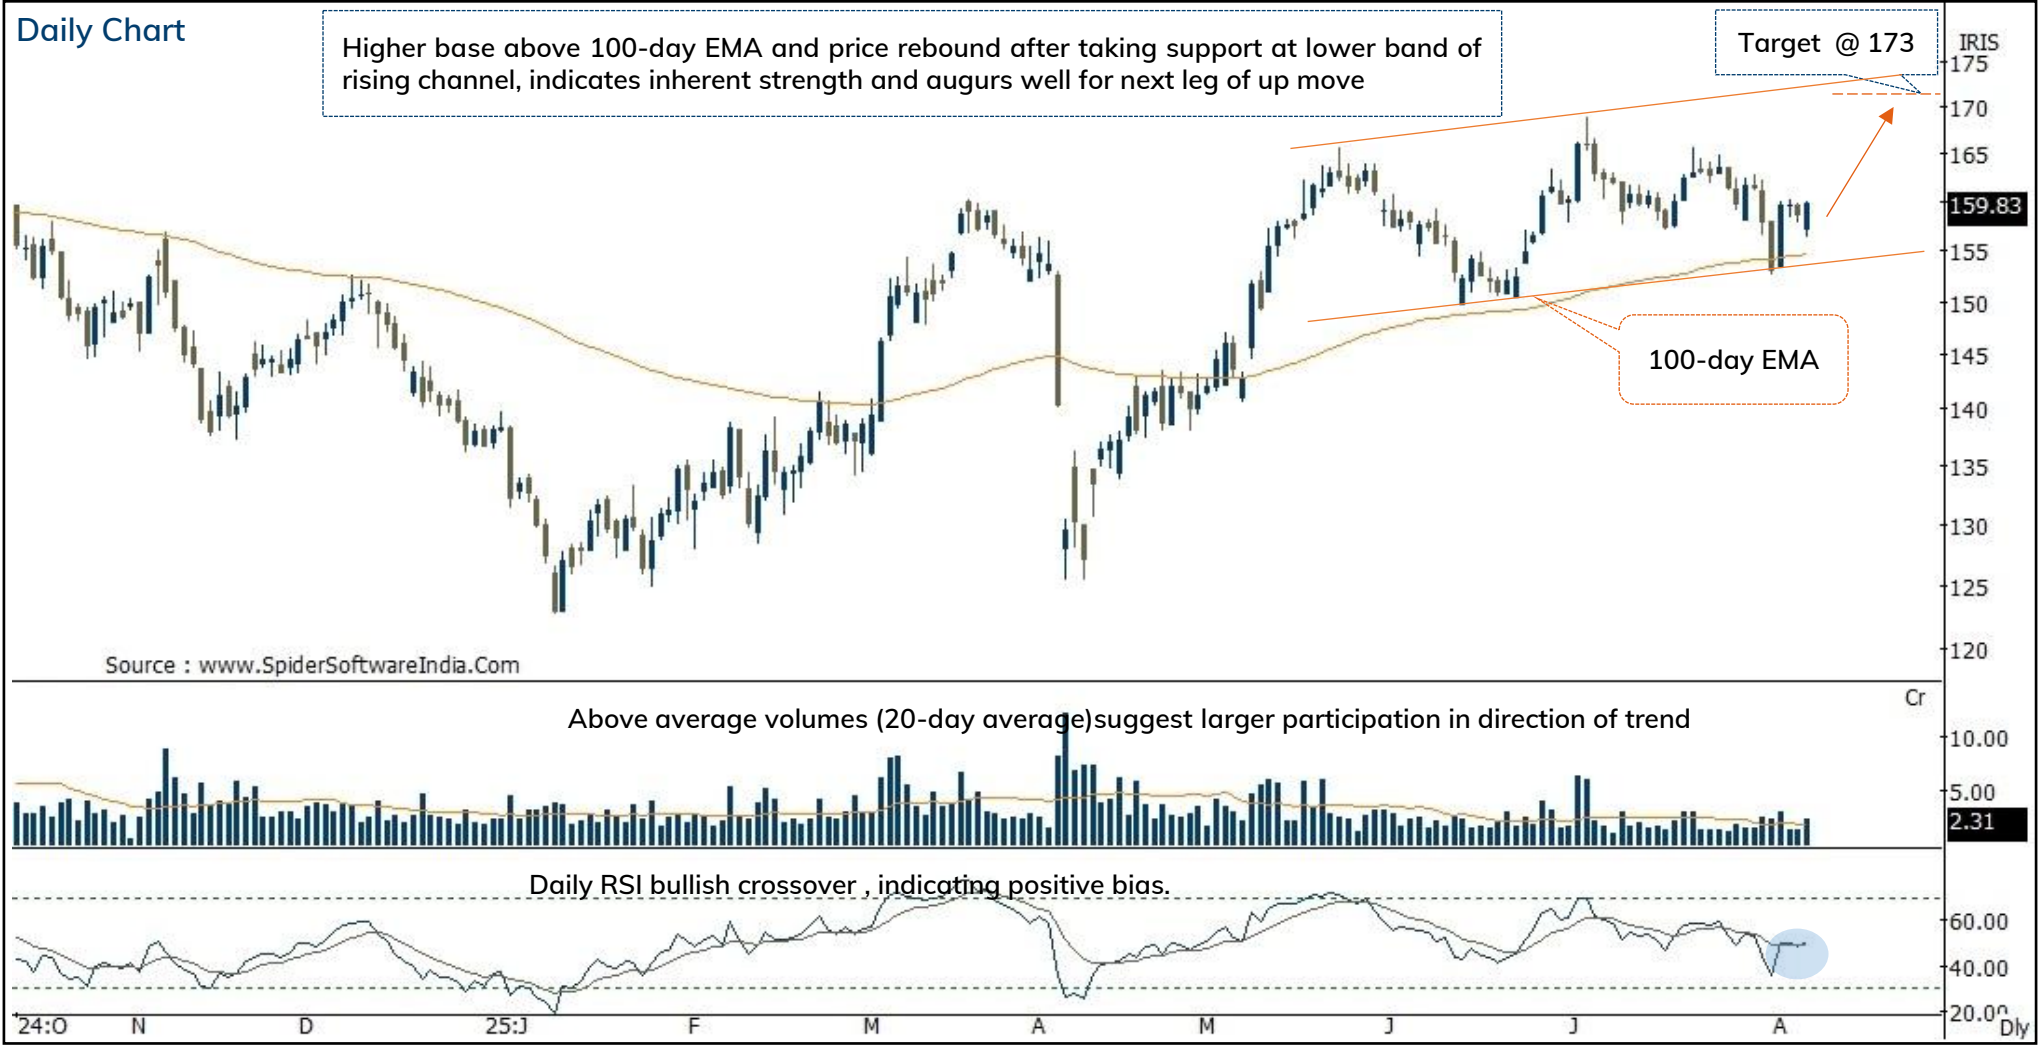 Daily Chart
Higher base above 100-day EMA and price rebound after taking support at lower band of
rising channel, indicates inherent strength and augurs well for next leg of up move
Target @ 173
IRIS
175
170
165
159.83
155
150
145
140
135
130
125
120
100-day EMA
Source : www.SpiderSoftwareIndia.Com
Cr
Above average volumes (20-day average)suggest larger participation in direction of trend
10.00
5.00
2.31
Daily RSI bullish crossover , indicating positive bias.
60.00
40.00
20.00
24:O N D 25:J F M A M J J A
Dly